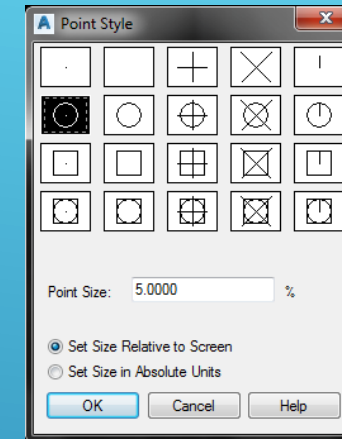 A Point Style X
Point Size: 5.0000 %
Set Size Relative to Screen
Set Size in Absolute Units
OK Cancel Help